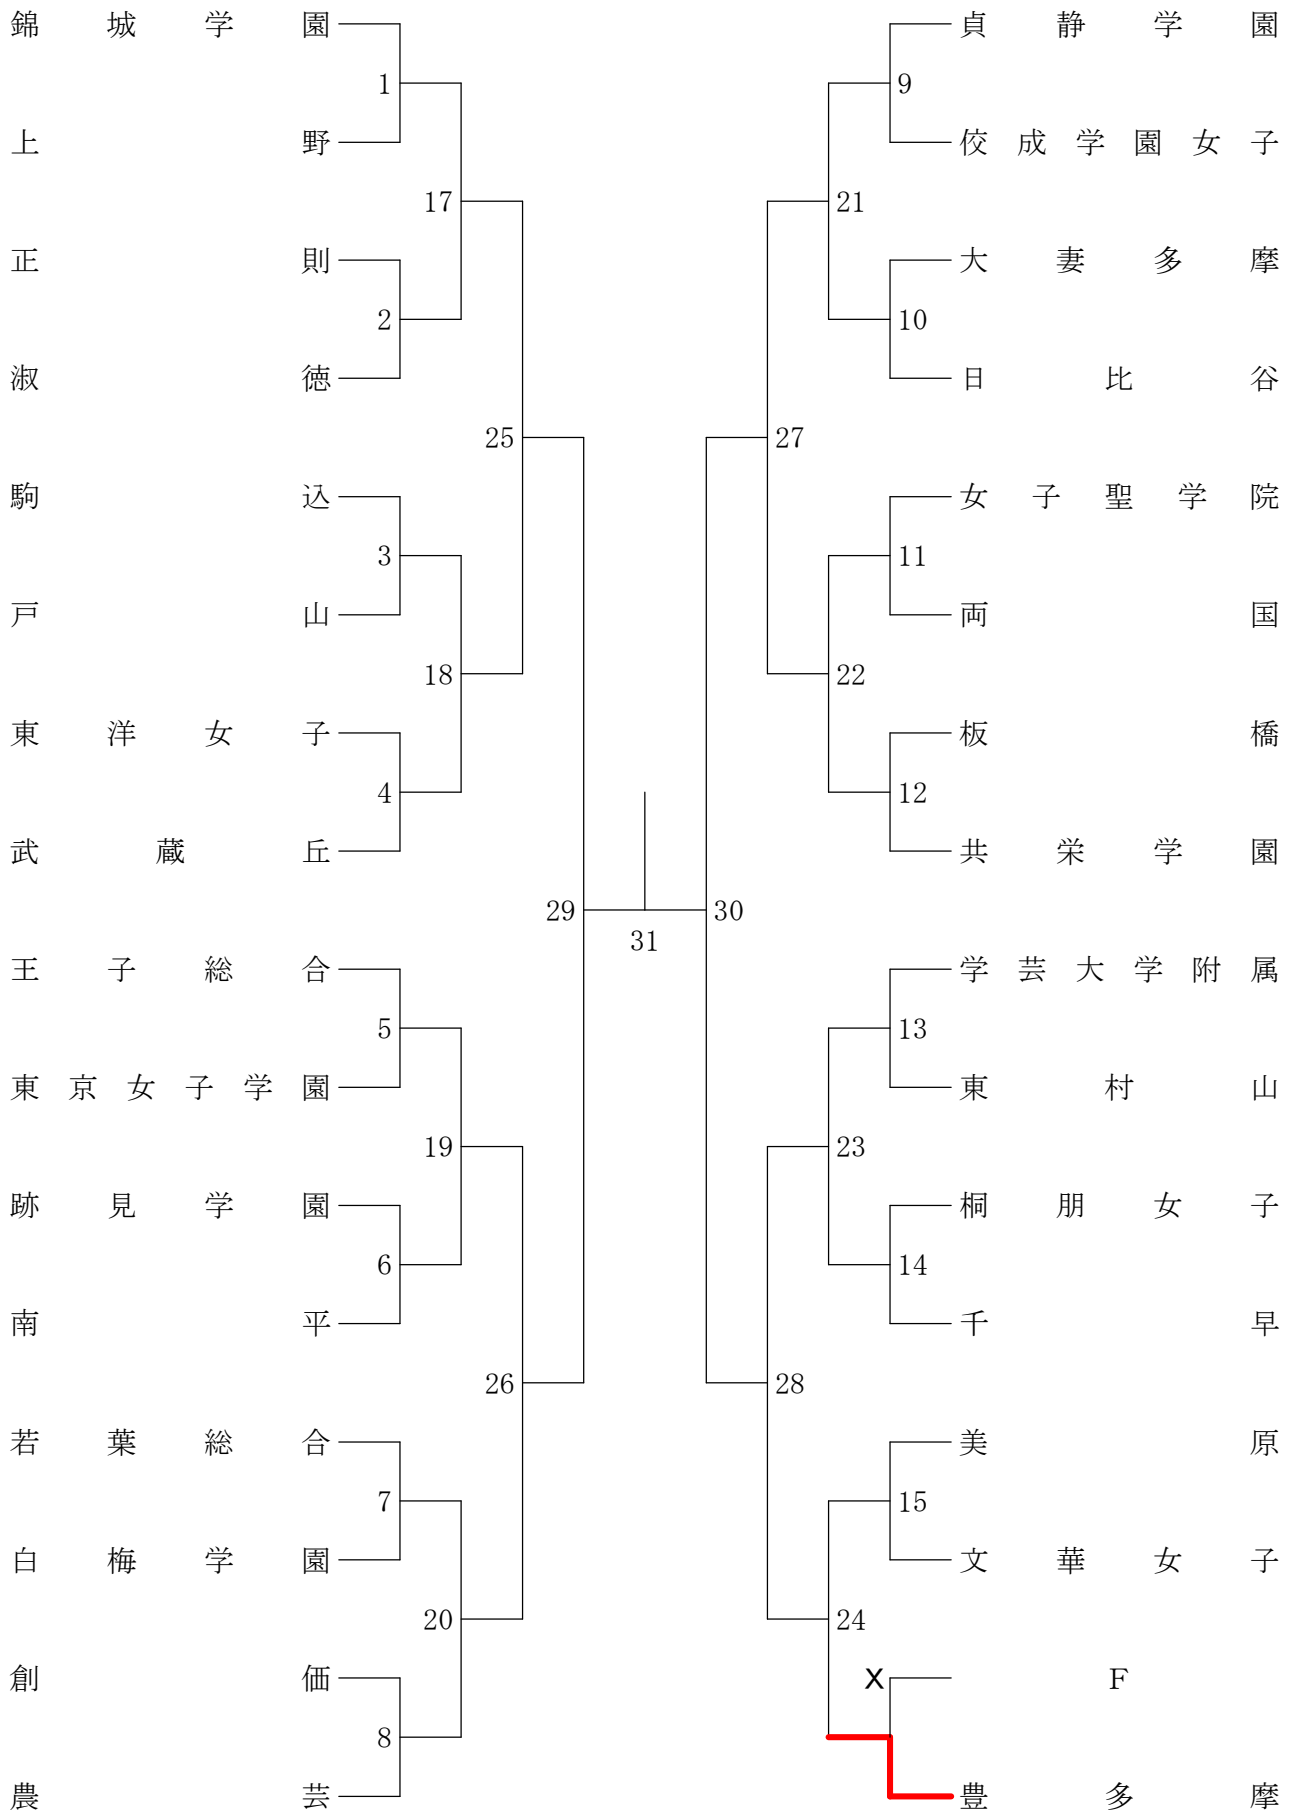 錦城学園
1
上野
17
正則
2
淑徳
25
駒込
3
戸山
18
東洋女子
4
武蔵丘
29
王子総合
5
東京女子学園
19
跡見学園
6
南平
26
若葉総合
7
白梅学園
20
創価
8
農芸
31
貞静学園
9
佼成学園女子
21
大妻多摩
10
日比谷
27
女子聖学院
11
両国
22
板橋
12
共栄学園
30
学芸大学附属
13
東村山
23
桐朋女子
14
千早
28
美原
15
文華女子
24
X F
豊多摩